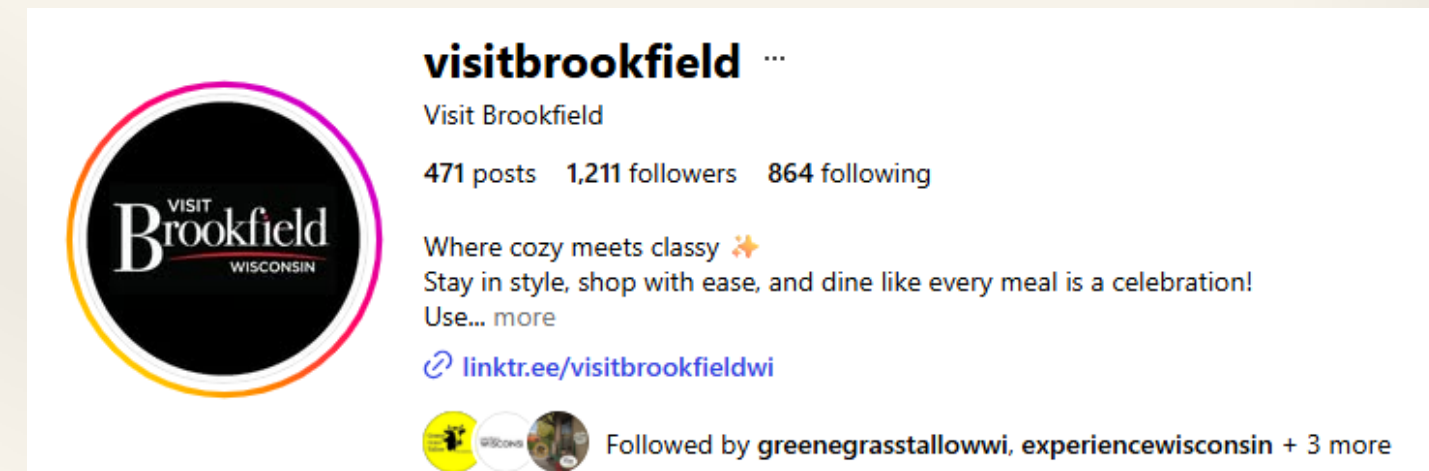 visitbrookfield ...
Visit Brookfield
471 posts 1,211 followers 864 following
VISIT
Brookfield
WISCONSIN
Where cozy meets classy ✨
Stay in style, shop with ease, and dine like every meal is a celebration!
Use... more
linktr.ee/visitbrookfieldwi
Followed by greenegrasstallowwi, experiencewisconsin + 3 more